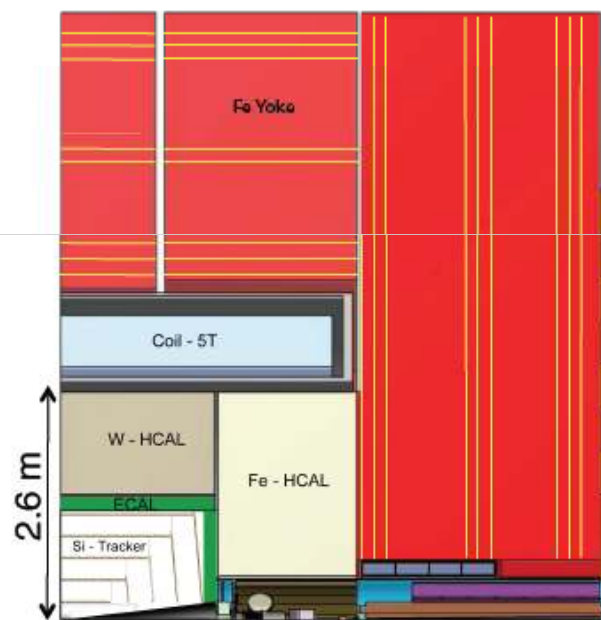 Fe Yoke
Coil - 5T
W - HCAL
Fe - HCAL
ECAL
Si - Tracker
2.6 m